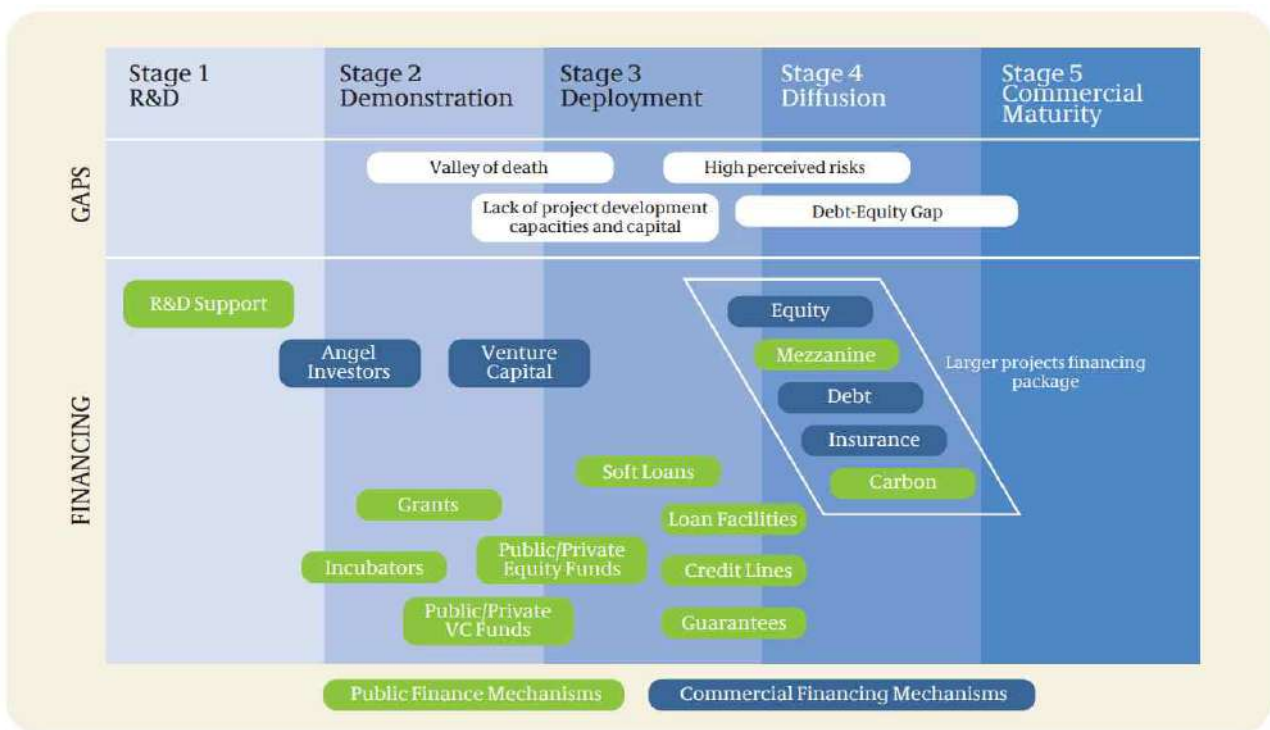 Stage 1
R&D
Stage 2
Demonstration
Stage 3
Deployment
Stage 4
Diffusion
Stage 5
Commercial
Maturity
GAPS
Valley of death
High perceived risks
Lack of project development
capacities and capital
Debt-Equity Gap
FINANCING
R&D Support
Angel
Investors
Venture
Capital
Equity
Mezzanine
Debt
Insurance
Carbon
Larger projects financing
package
Soft Loans
Grants
Loan Facilities
Incubators
Public/Private
Equity Funds
Credit Lines
Public/Private
VC Funds
Guarantees
Public Finance Mechanisms
Commercial Financing Mechanisms